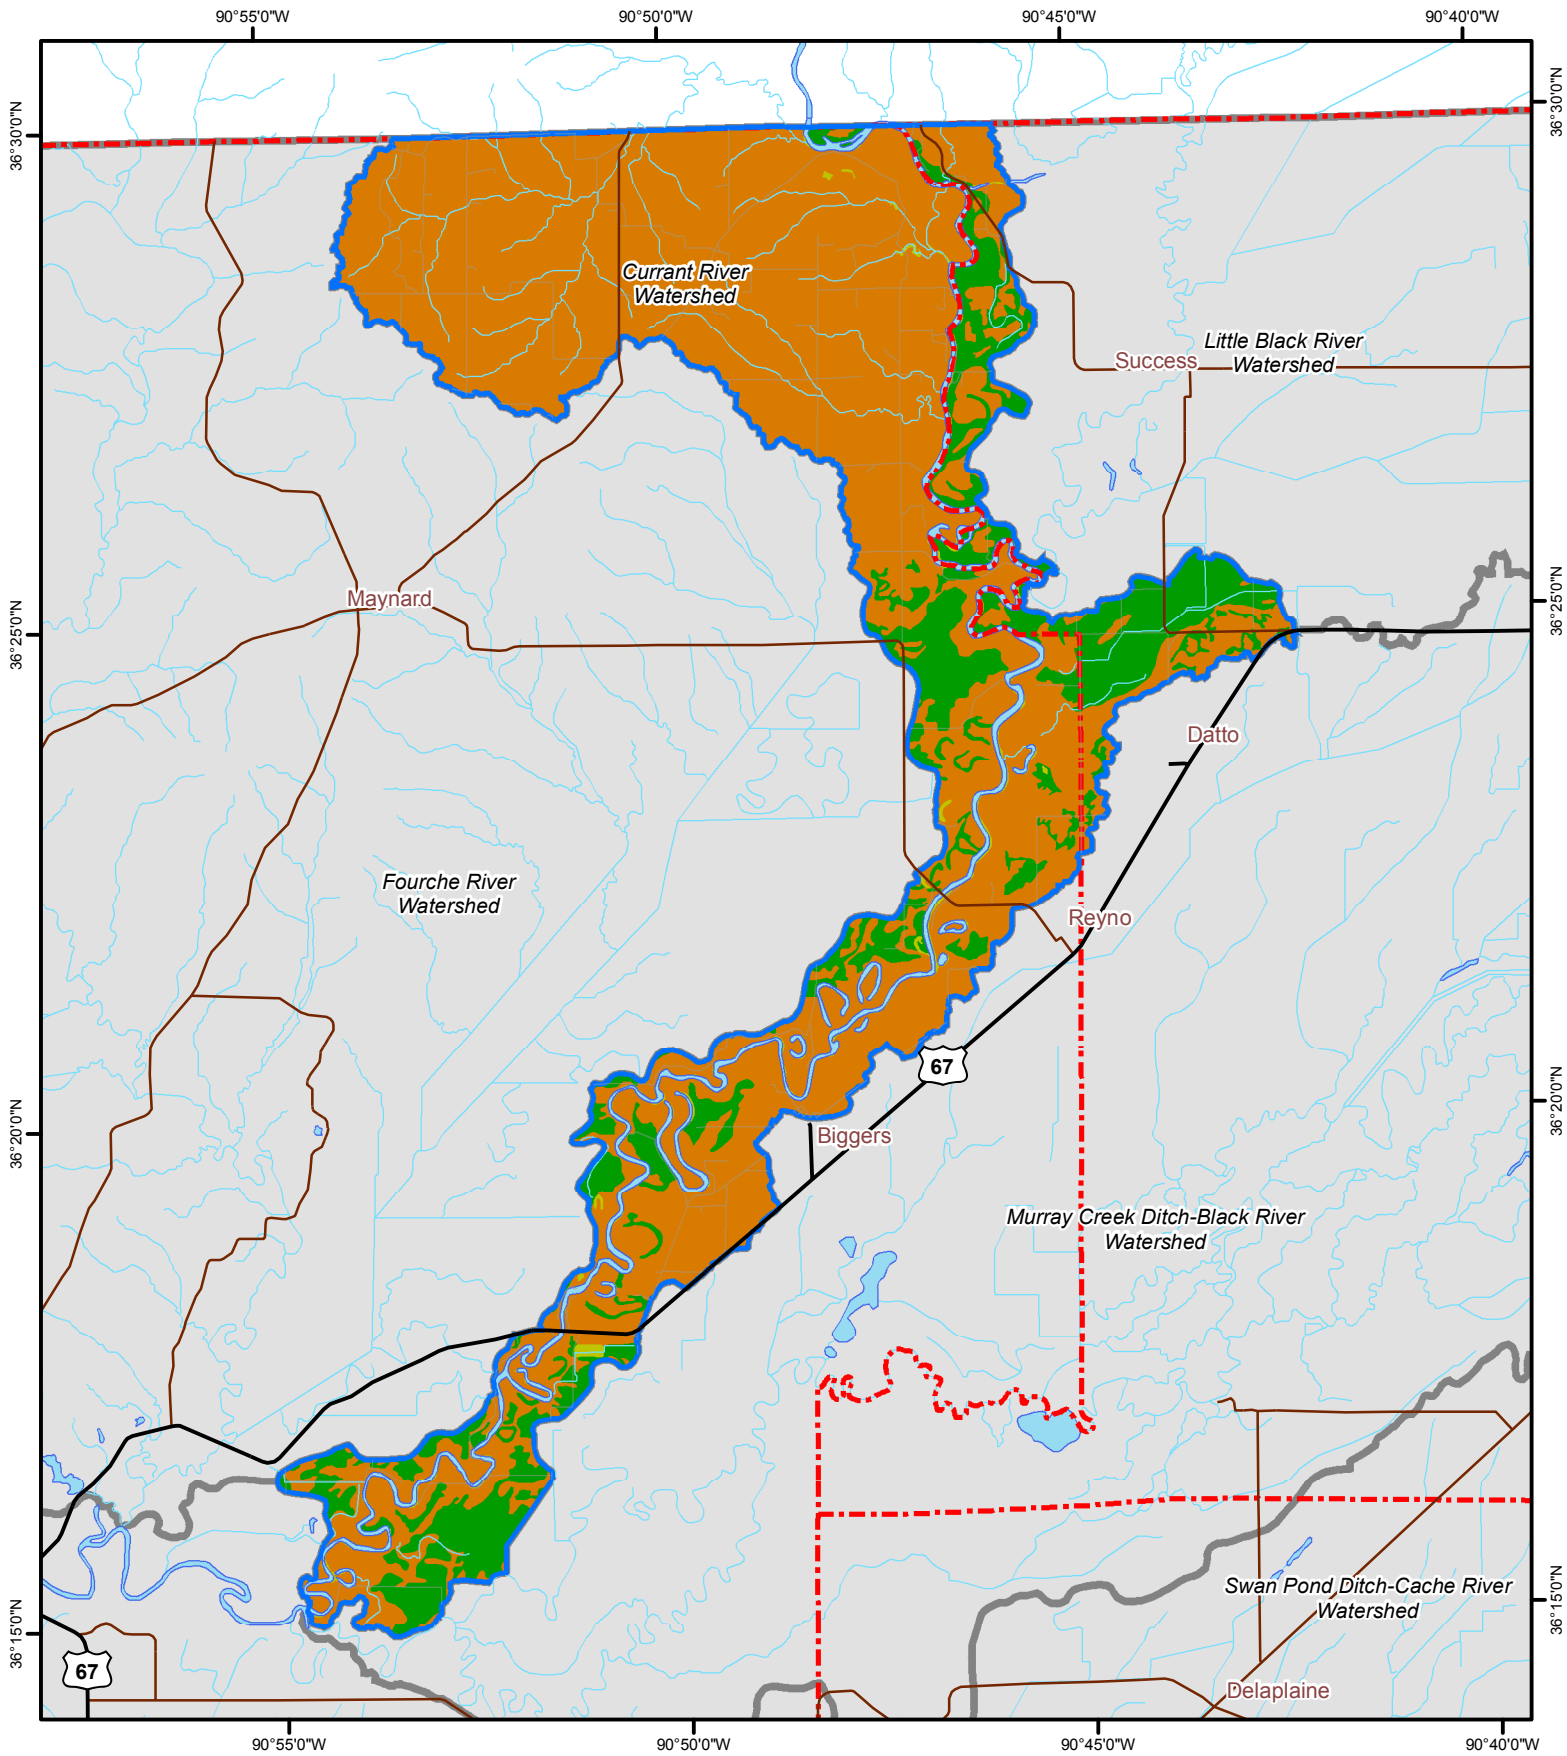 90°55'0"W
90°50'0"W
90°45'0"W
90°40'0"W
36°30'0"N
36°30'0"N
Currant River
Watershed
Little Black River
Watershed
Success
Maynard
36°25'0"N
36°25'0"N
Datto
Fourche River
Watershed
Reyno
67
36°20'0"N
36°20'0"N
Biggers
Murray Creek Ditch-Black River
Watershed
Swan Pond Ditch-Cache River
Watershed
36°15'0"N
36°15'0"N
67
Delaplaine
90°55'0"W
90°50'0"W
90°45'0"W
90°40'0"W